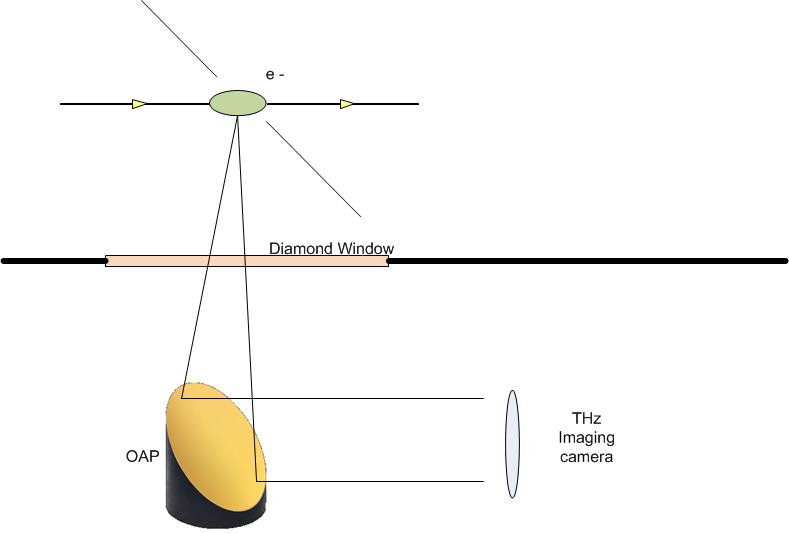 e -
Diamond Window
OAP
THz
Imaging
camera